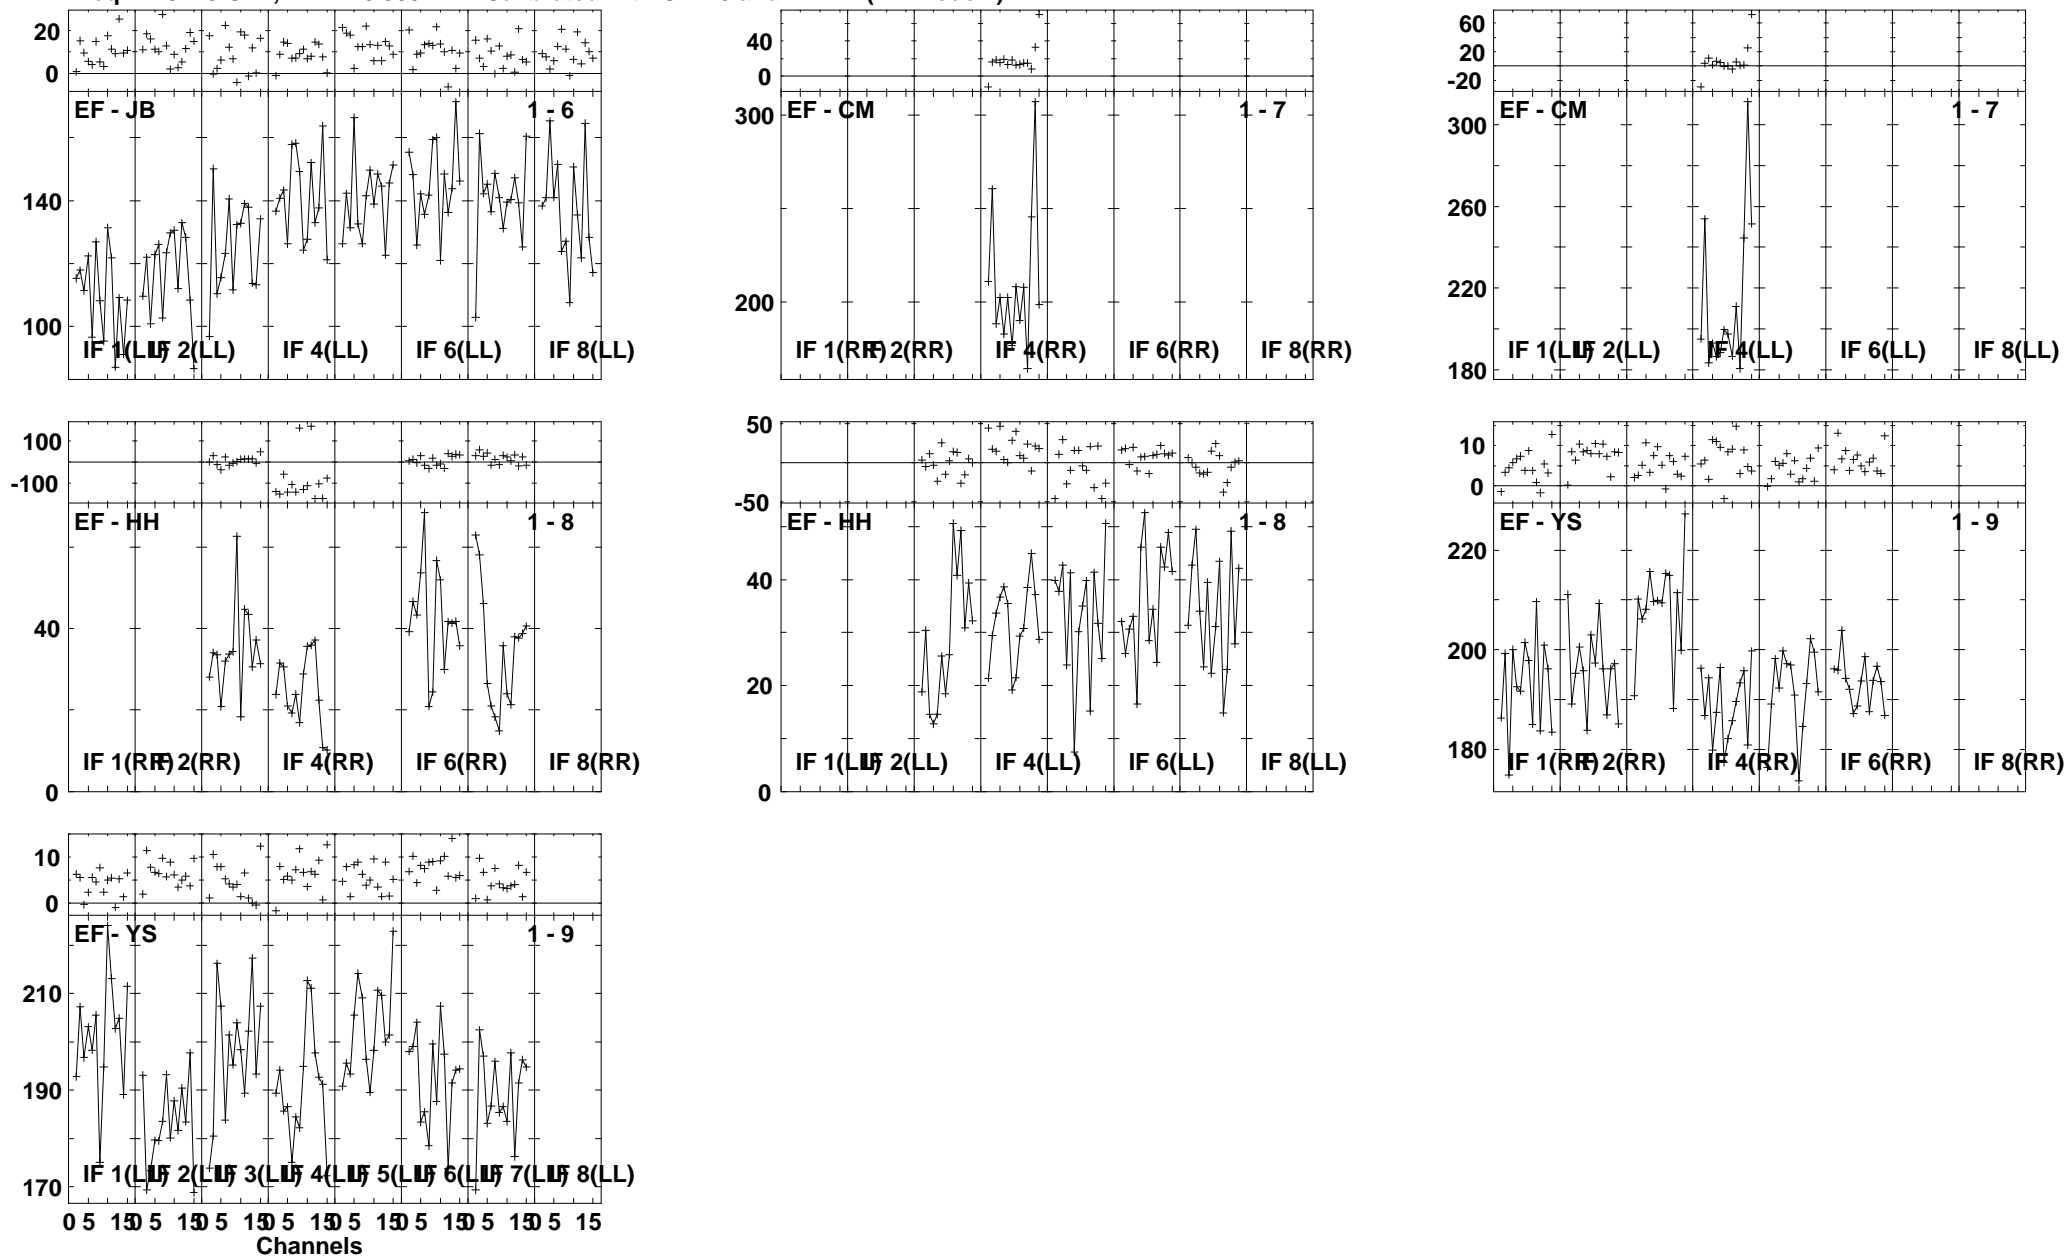 20
0
EF - JB
1 - 6
140
100
IF 1(LL)
IF 2(LL)
IF 4(LL)
IF 6(LL)
IF 8(LL)
40
0
EF - CM
1 - 7
300
200
IF 1(RR)
IF 2(RR)
IF 4(RR)
IF 6(RR)
IF 8(RR)
60
20
-20
EF - CM
1 - 7
300
260
220
180
IF 1(LL)
IF 2(LL)
IF 4(LL)
IF 6(LL)
IF 8(LL)
100
-100
EF - HH
1 - 8
40
0
IF 1(RR)
IF 2(RR)
IF 4(RR)
IF 6(RR)
IF 8(RR)
50
-50
EF - HH
1 - 8
40
20
0
IF 1(LL)
IF 2(LL)
IF 4(LL)
IF 6(LL)
IF 8(LL)
10
0
EF - YS
1 - 9
220
200
180
IF 1(RR)
IF 2(RR)
IF 4(RR)
IF 6(RR)
IF 8(RR)
10
0
EF - YS
1 - 9
210
190
170
IF 1(LL)
IF 2(LL)
IF 3(LL)
IF 4(LL)
IF 5(LL)
IF 6(LL)
IF 7(LL)
IF 8(LL)
0 5 15 0 5 15 0 5 15 0 5 15 0 5 15 0 5 15 0 5 15 0 5 15
Channels